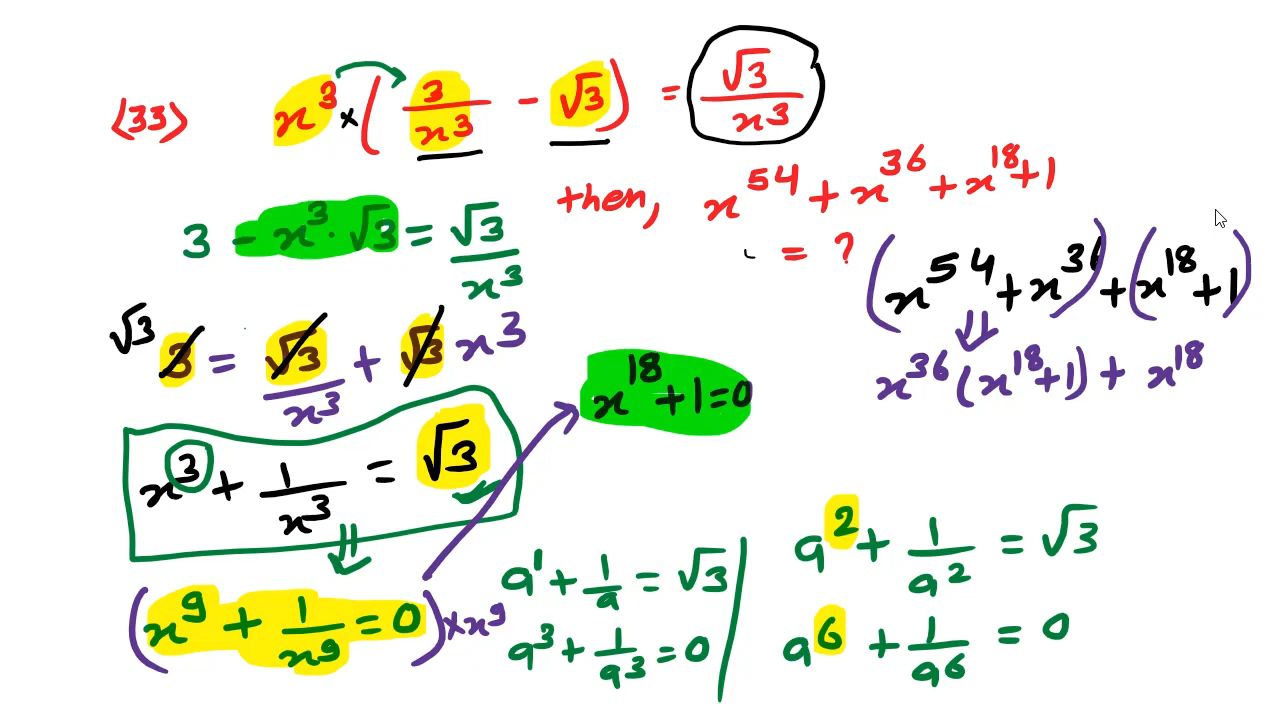 (33) x³ × ( 3/x³ - √3 ) = √3/x³
then, x⁵⁴ + x³⁶ + x¹⁸ + 1
= ?
3 - x³ · √3 = √3/x³
(x⁵⁴ + x³⁶) + (x¹⁸ + 1)
√3 3 = √3/x³ + √3 x³
x³⁶ (x¹⁸ + 1) + x¹⁸
x¹⁸ + 1 = 0
x³ + 1/x³ = √3
(x⁹ + 1/x⁹ = 0) × x⁹
a¹ + 1/a = √3
a³ + 1/a³ = 0
a² + 1/a² = √3
a⁶ + 1/a⁶ = 0